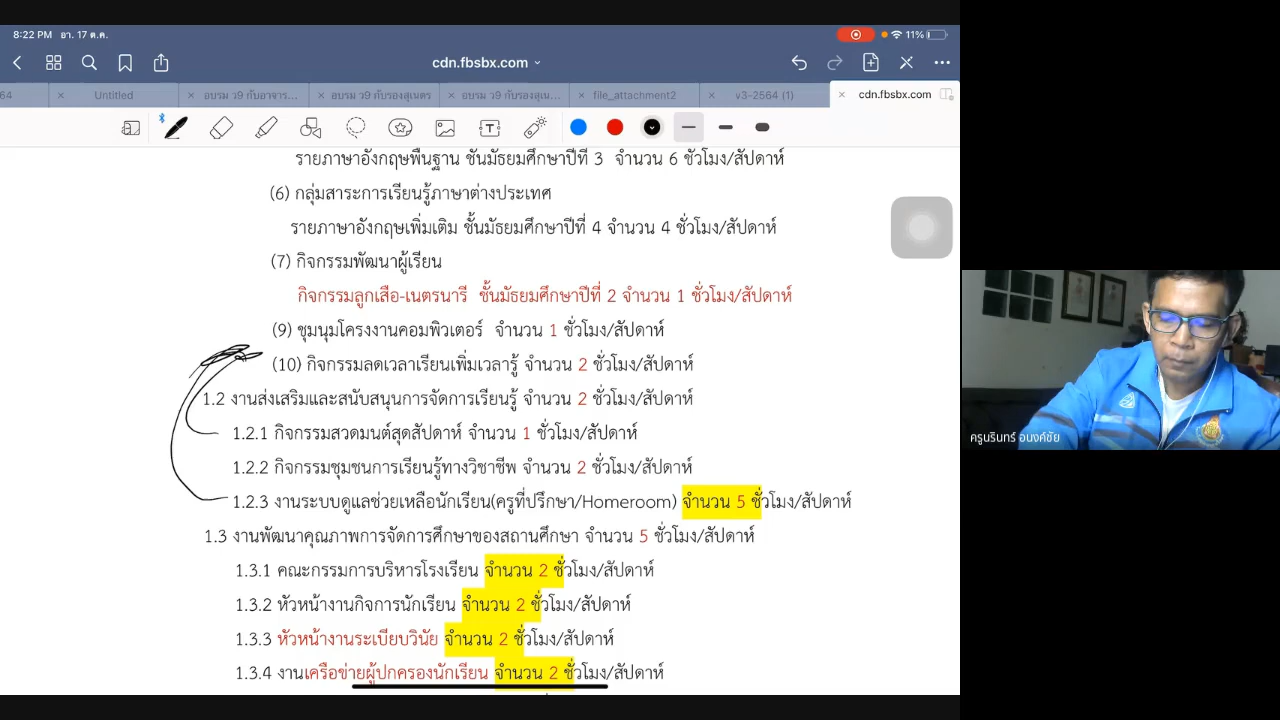 8:22 PM อา. 17 ต.ค.
11%
cdn.fbsbx.com
64
Untitled
อบรม ว9 กับอาจาร...
อบรม ว9 กับรองสุเนตร
อบรม ว9 กับรองสุเน...
file_attachment2
v3-2564 (1)
cdn.fbsbx.com
รายภาษาอังกฤษพื้นฐาน ชั้นมัธยมศึกษาปีที่ 3 จำนวน 6 ชั่วโมง/สัปดาห์
(6) กลุ่มสาระการเรียนรู้ภาษาต่างประเทศ
รายภาษาอังกฤษเพิ่มเติม ชั้นมัธยมศึกษาปีที่ 4 จำนวน 4 ชั่วโมง/สัปดาห์
(7) กิจกรรมพัฒนาผู้เรียน
กิจกรรมลูกเสือ-เนตรนารี ชั้นมัธยมศึกษาปีที่ 2 จำนวน 1 ชั่วโมง/สัปดาห์
(9) ชุมนุมโครงงานคอมพิวเตอร์ จำนวน 1 ชั่วโมง/สัปดาห์
(10) กิจกรรมลดเวลาเรียนเพิ่มเวลารู้ จำนวน 2 ชั่วโมง/สัปดาห์
1.2 งานส่งเสริมและสนับสนุนการจัดการเรียนรู้ จำนวน 2 ชั่วโมง/สัปดาห์
1.2.1 กิจกรรมสวดมนต์สุดสัปดาห์ จำนวน 1 ชั่วโมง/สัปดาห์
1.2.2 กิจกรรมชุมชนการเรียนรู้ทางวิชาชีพ จำนวน 2 ชั่วโมง/สัปดาห์
1.2.3 งานระบบดูแลช่วยเหลือนักเรียน(ครูที่ปรึกษา/Homeroom) จำนวน 5 ชั่วโมง/สัปดาห์
1.3 งานพัฒนาคุณภาพการจัดการศึกษาของสถานศึกษา จำนวน 5 ชั่วโมง/สัปดาห์
1.3.1 คณะกรรมการบริหารโรงเรียน จำนวน 2 ชั่วโมง/สัปดาห์
1.3.2 หัวหน้างานกิจการนักเรียน จำนวน 2 ชั่วโมง/สัปดาห์
1.3.3 หัวหน้างานระเบียบวินัย จำนวน 2 ชั่วโมง/สัปดาห์
1.3.4 งานเครือข่ายผู้ปกครองนักเรียน จำนวน 2 ชั่วโมง/สัปดาห์
ครูนรินทร์ อนงค์ชัย